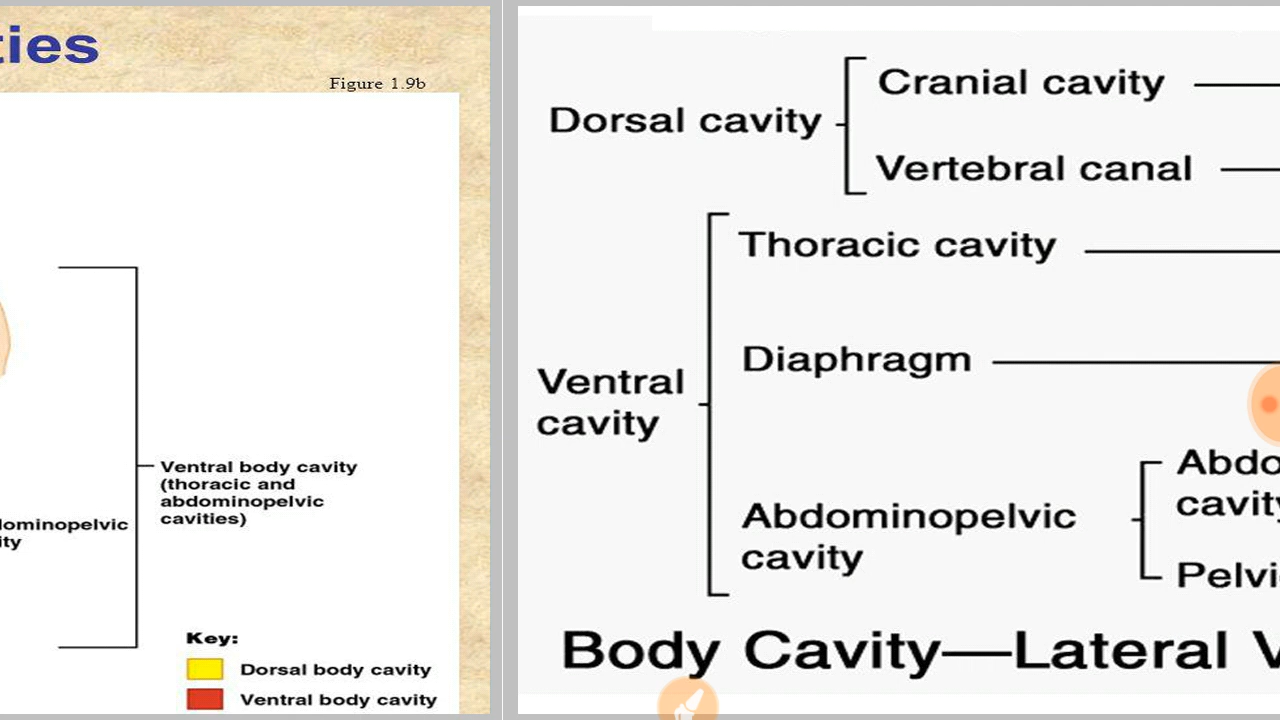 ties
Figure 1.9b
Ventral body cavity
(thoracic and
abdominopelvic
cavities)
dominopelvic
ity
Key:
Dorsal body cavity
Ventral body cavity
Dorsal cavity
Cranial cavity
Vertebral canal
Thoracic cavity
Diaphragm
Ventral
cavity
Abdominopelvic
cavity
Abdo
cavity
Pelvi
Body Cavity—Lateral V